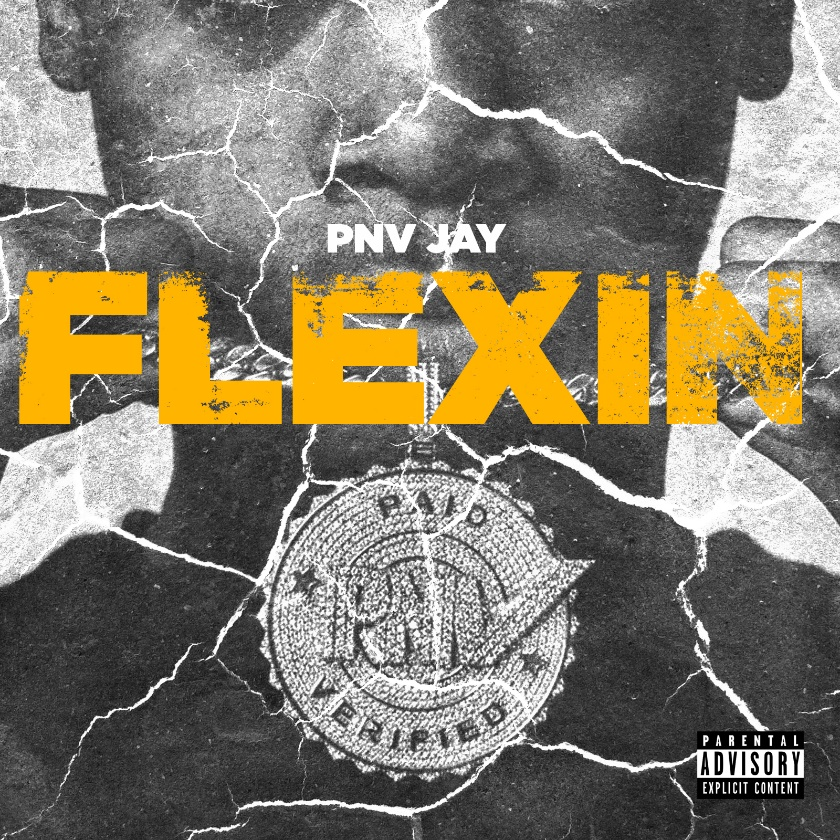 PNV JAY
FLEXIN
PAID
VERIFIED
PARENTAL
ADVISORY
EXPLICIT CONTENT